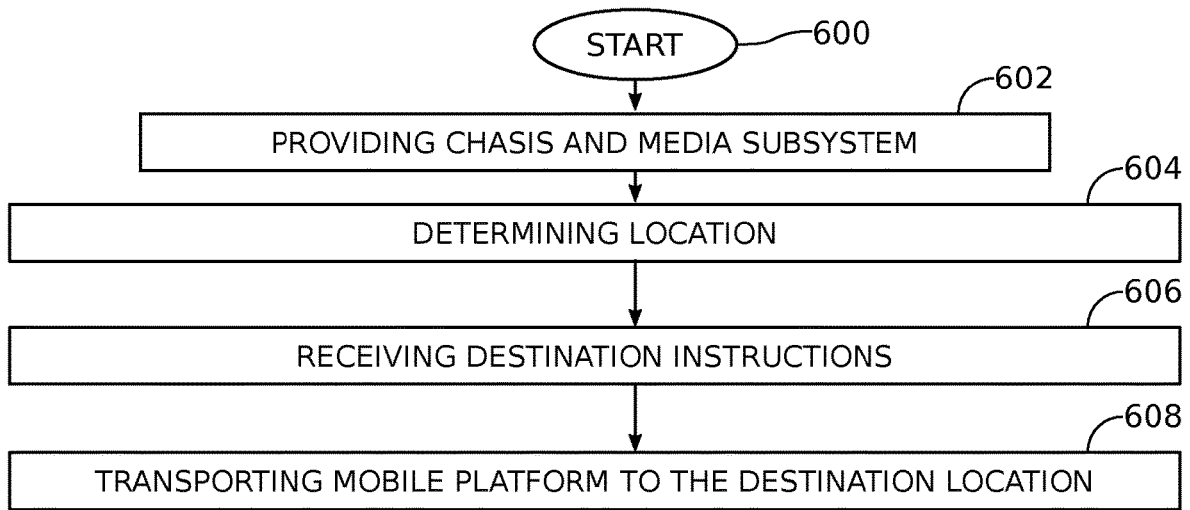 START
600
602
PROVIDING CHASIS AND MEDIA SUBSYSTEM
604
DETERMINING LOCATION
606
RECEIVING DESTINATION INSTRUCTIONS
608
TRANSPORTING MOBILE PLATFORM TO THE DESTINATION LOCATION